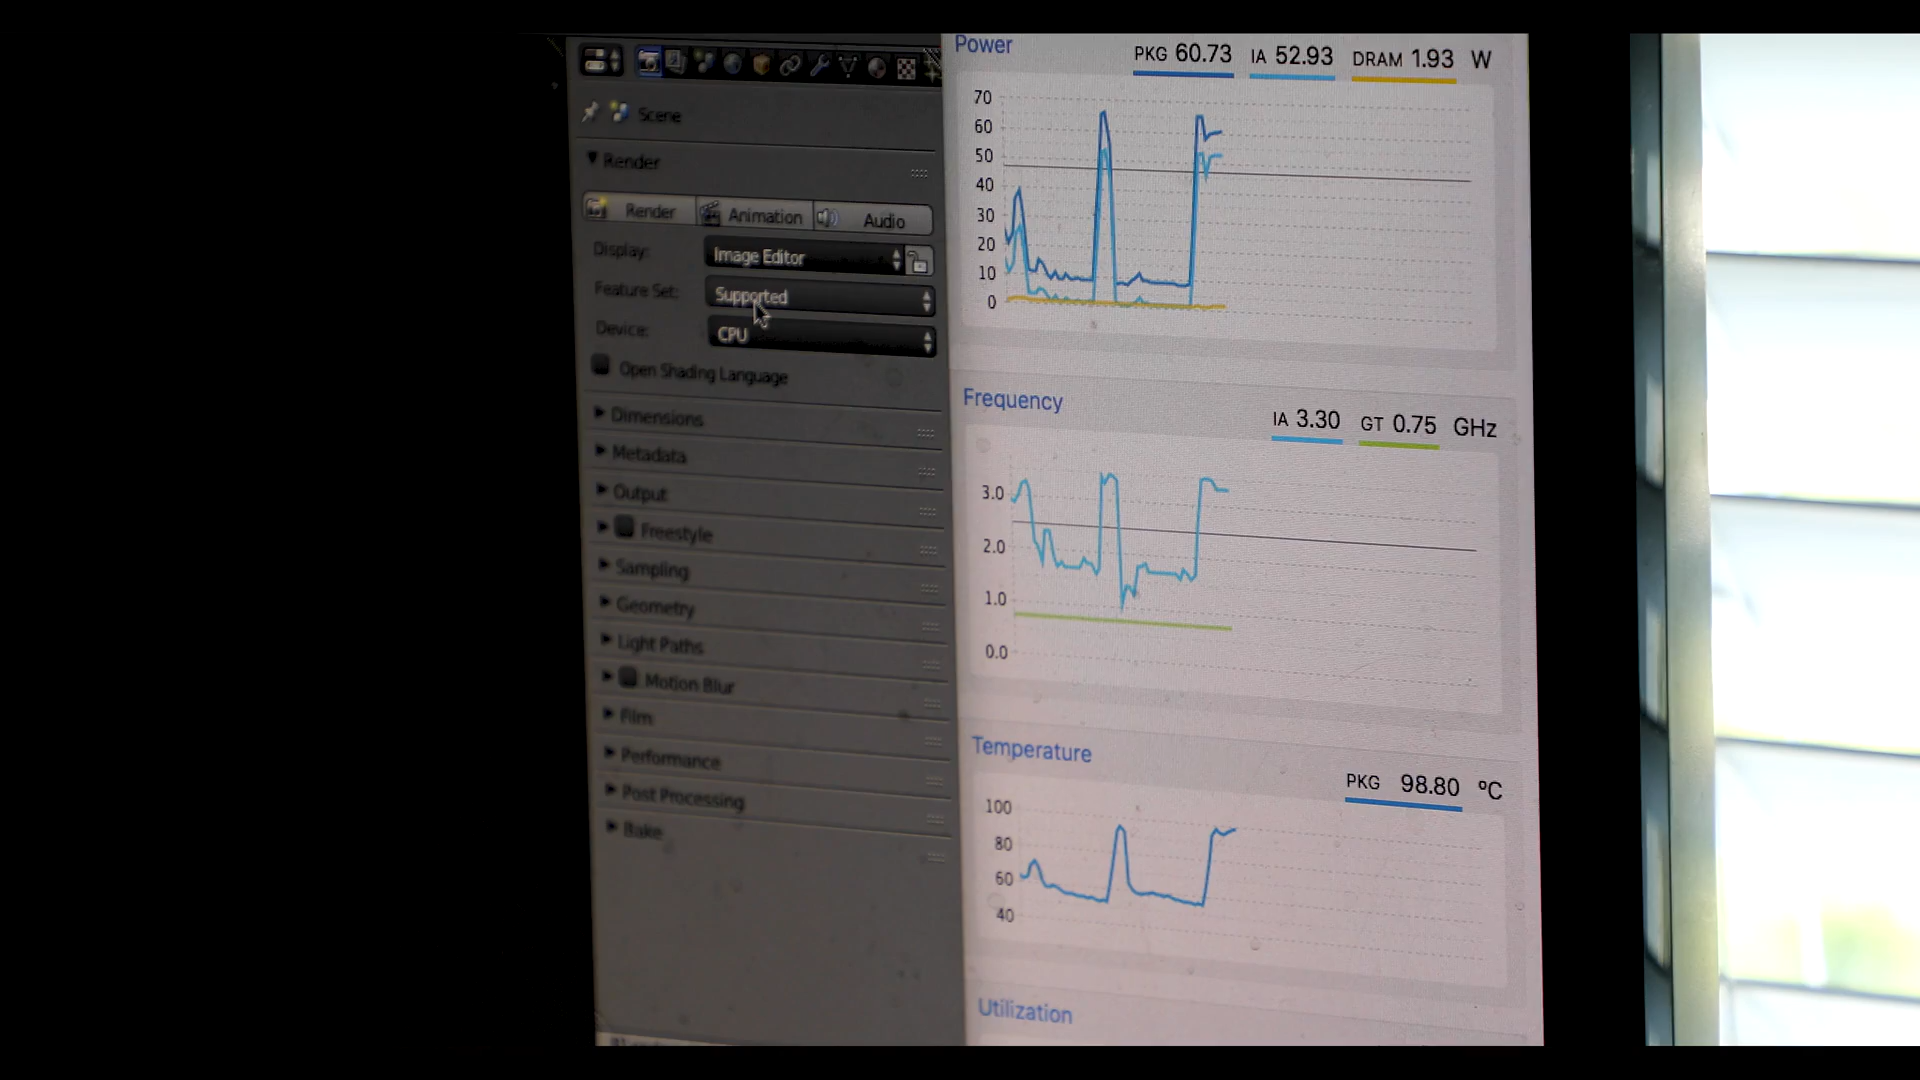 Scene
Render
Render Animation Audio
Display: Image Editor
Feature Set: Supported
Device: CPU
Open Shading Language
Dimensions
Metadata
Output
Freestyle
Sampling
Geometry
Light Paths
Motion Blur
Film
Performance
Post Processing
Bake
Power
PKG 60.73 IA 52.93 DRAM 1.93 W
70
60
50
40
30
20
10
0
Frequency
IA 3.30 GT 0.75 GHz
3.0
2.0
1.0
0.0
Temperature
PKG 98.80 ºC
100
80
60
40
Utilization